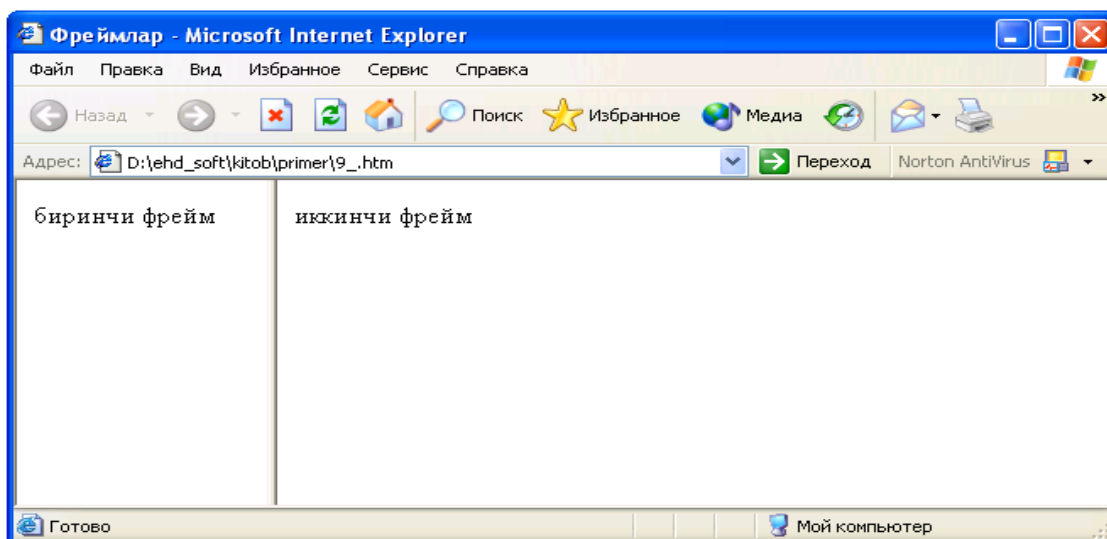 Фреймлар - Microsoft Internet Explorer
Файл Правка Вид Избранное Сервис Справка
Назад Поиск Избранное Медиа »
Адрес: D:\ehd_soft\kitob\primer\9_.htm Переход Norton AntiVirus
биринчи фрейм иккинчи фрейм
Готово Мой компьютер